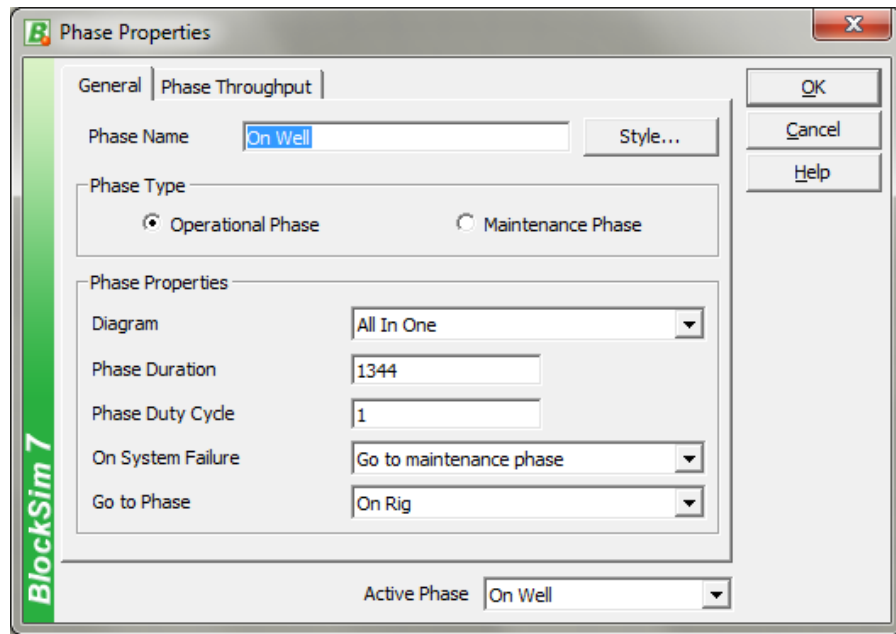 Phase Properties
General Phase Throughput
OK
Phase Name On Well Style...
Cancel
Help
Phase Type
Operational Phase Maintenance Phase
Phase Properties
Diagram All In One
Phase Duration 1344
Phase Duty Cycle 1
On System Failure Go to maintenance phase
Go to Phase On Rig
Active Phase On Well
BlockSim 7